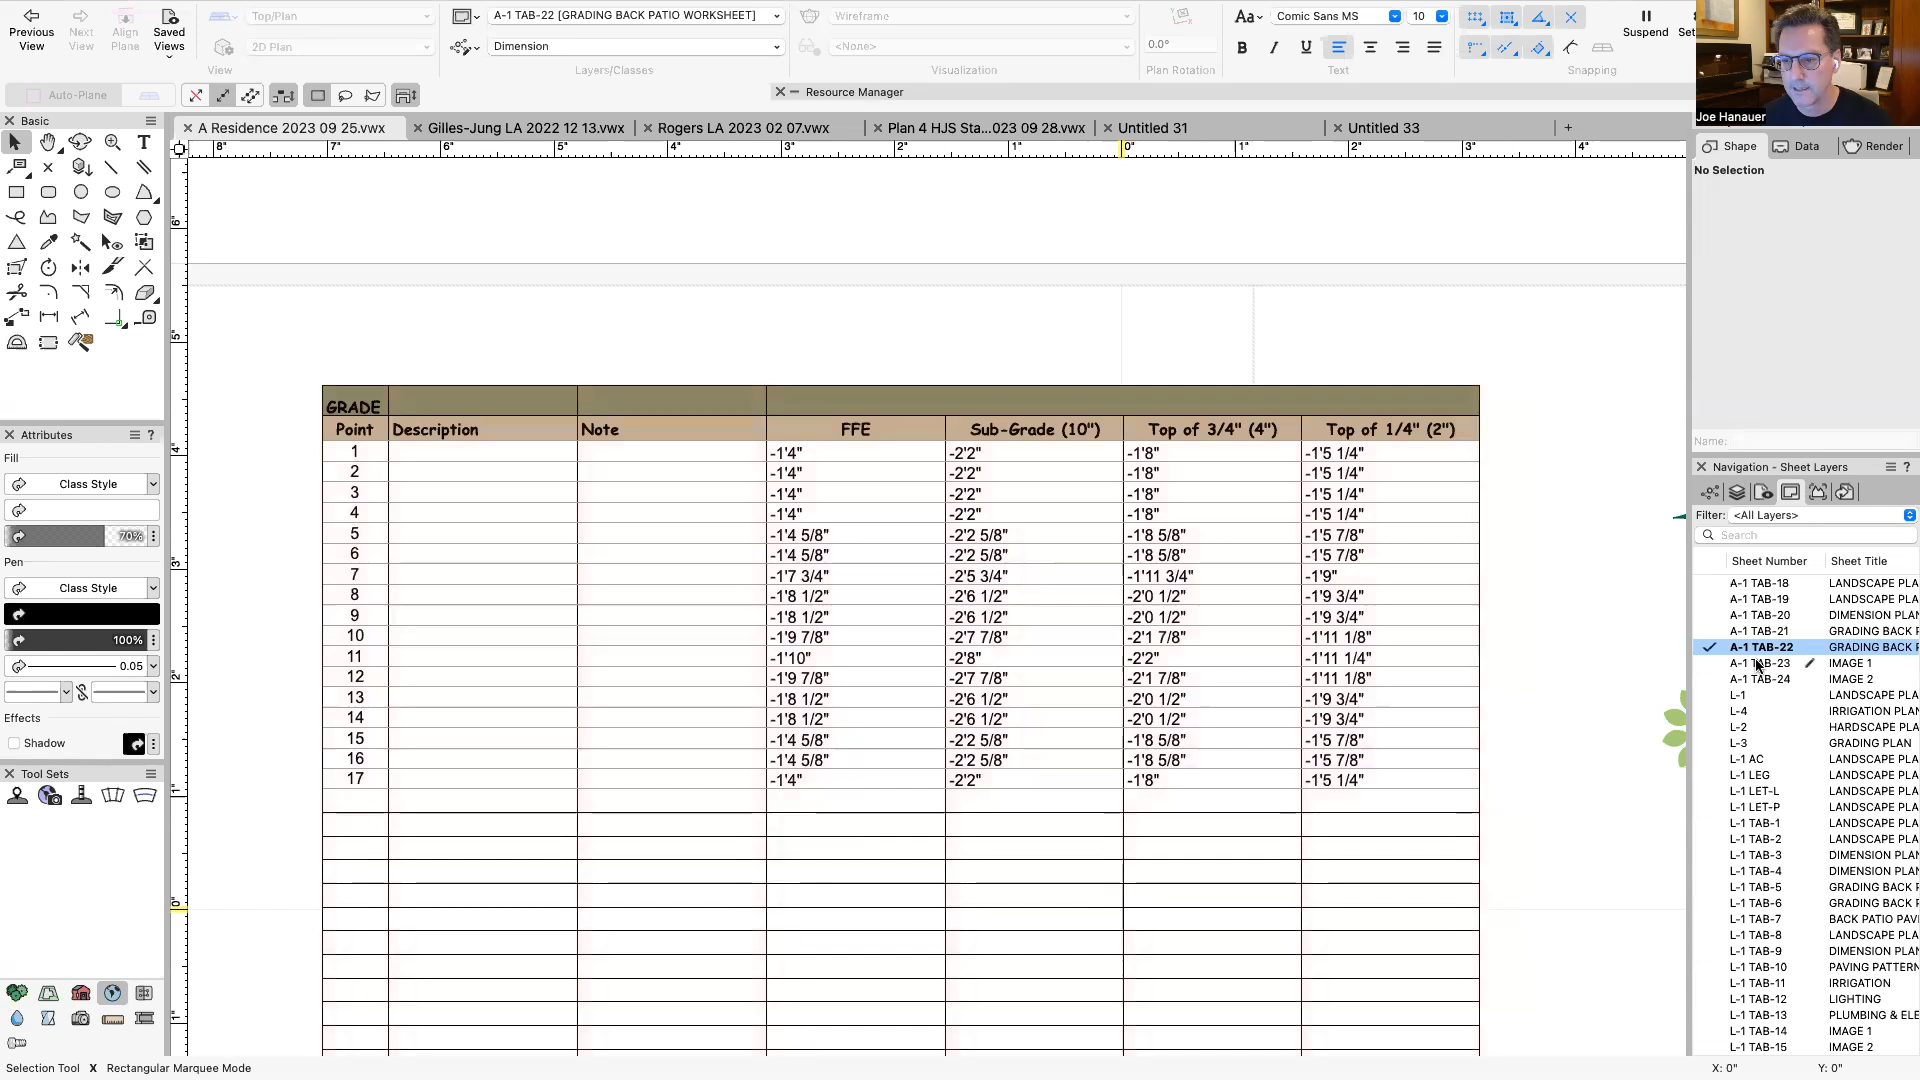 Previous View
Next View
Align Plane
Saved Views
Top/Plan
2D Plan
View
A-1 TAB-22 [GRADING BACK PATIO WORKSHEET]
Dimension
Layers/Classes
Wireframe
<None>
Visualization
0.0°
Plan Rotation
Aa Comic Sans MS 10
B I U
Text
Snapping
Suspend
Joe Hanauer
Auto-Plane
Resource Manager
Basic
A Residence 2023 09 25.vwx
Gilles-Jung LA 2022 12 13.vwx
Rogers LA 2023 02 07.vwx
Plan 4 HJS Sta...023 09 28.vwx
Untitled 31
Untitled 33
8" 7" 6" 5" 4" 3" 2" 1" 0" 1" 2" 3" 4"
6"
5"
4"
3"
2"
1"
0"
1"
GRADE
Point Description Note FFE Sub-Grade (10") Top of 3/4" (4") Top of 1/4" (2")
1 -1'4" -2'2" -1'8" -1'5 1/4"
2 -1'4" -2'2" -1'8" -1'5 1/4"
3 -1'4" -2'2" -1'8" -1'5 1/4"
4 -1'4" -2'2" -1'8" -1'5 1/4"
5 -1'4 5/8" -2'2 5/8" -1'8 5/8" -1'5 7/8"
6 -1'4 5/8" -2'2 5/8" -1'8 5/8" -1'5 7/8"
7 -1'7 3/4" -2'5 3/4" -1'11 3/4" -1'9"
8 -1'8 1/2" -2'6 1/2" -2'0 1/2" -1'9 3/4"
9 -1'8 1/2" -2'6 1/2" -2'0 1/2" -1'9 3/4"
10 -1'9 7/8" -2'7 7/8" -2'1 7/8" -1'11 1/8"
11 -1'10" -2'8" -2'2" -1'11 1/4"
12 -1'9 7/8" -2'7 7/8" -2'1 7/8" -1'11 1/8"
13 -1'8 1/2" -2'6 1/2" -2'0 1/2" -1'9 3/4"
14 -1'8 1/2" -2'6 1/2" -2'0 1/2" -1'9 3/4"
15 -1'4 5/8" -2'2 5/8" -1'8 5/8" -1'5 7/8"
16 -1'4 5/8" -2'2 5/8" -1'8 5/8" -1'5 7/8"
17 -1'4" -2'2" -1'8" -1'5 1/4"
Attributes ?
Fill
Class Style
70%
Pen
Class Style
100%
0.05
Effects
Shadow
Tool Sets
Selection Tool X Rectangular Marquee Mode
Shape Data Render
No Selection
Name:
Navigation - Sheet Layers ?
Filter: <All Layers>
Search
Sheet Number Sheet Title
A-1 TAB-18 LANDSCAPE PLA
A-1 TAB-19 LANDSCAPE PLA
A-1 TAB-20 DIMENSION PLAN
A-1 TAB-21 GRADING BACK P
A-1 TAB-22 GRADING BACK P
A-1 TAB-23 IMAGE 1
A-1 TAB-24 IMAGE 2
L-1 LANDSCAPE PLA
L-4 IRRIGATION PLAN
L-2 HARDSCAPE PLA
L-3 GRADING PLAN
L-1 AC LANDSCAPE PLA
L-1 LEG LANDSCAPE PLA
L-1 LET-L LANDSCAPE PLA
L-1 LET-P LANDSCAPE PLA
L-1 TAB-1 LANDSCAPE PLA
L-1 TAB-2 LANDSCAPE PLA
L-1 TAB-3 DIMENSION PLAN
L-1 TAB-4 DIMENSION PLAN
L-1 TAB-5 GRADING BACK P
L-1 TAB-6 GRADING BACK P
L-1 TAB-7 BACK PATIO PAVI
L-1 TAB-8 LANDSCAPE PLA
L-1 TAB-9 DIMENSION PLAN
L-1 TAB-10 PAVING PATTERN
L-1 TAB-11 IRRIGATION
L-1 TAB-12 LIGHTING
L-1 TAB-13 PLUMBING & ELE
L-1 TAB-14 IMAGE 1
L-1 TAB-15 IMAGE 2
X: 0" Y: 0"